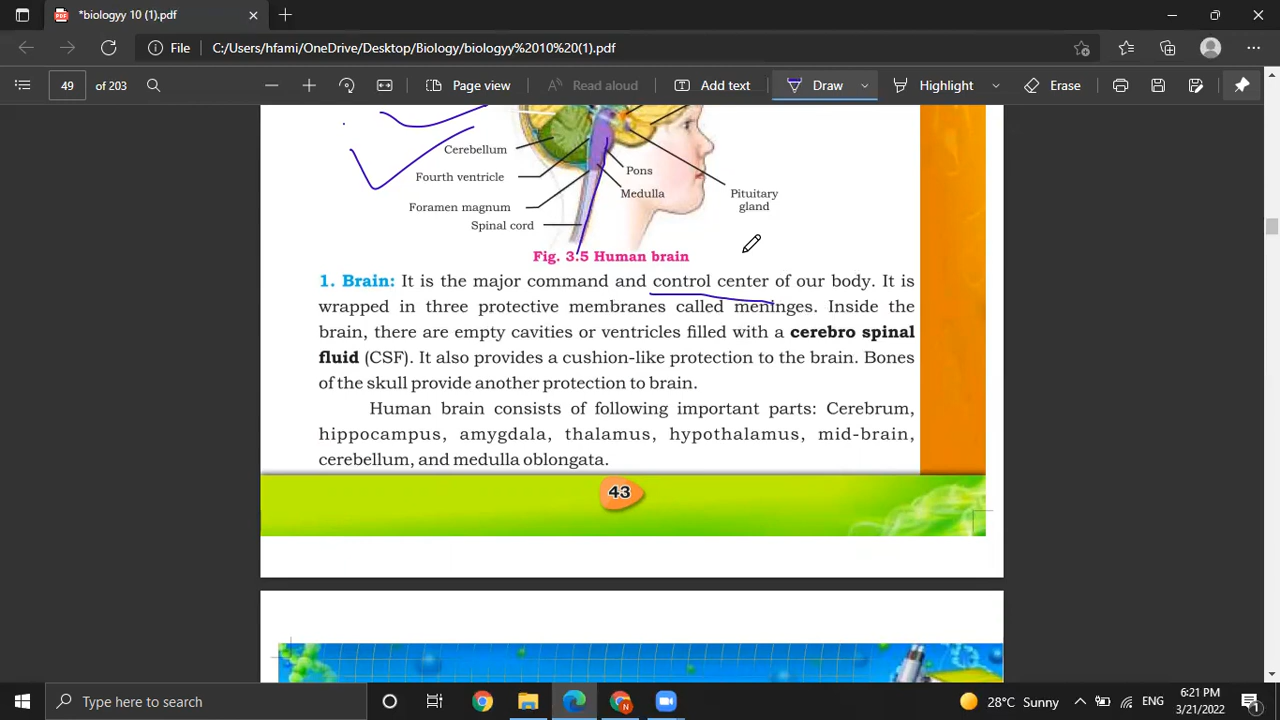 *biology 10 (1).pdf
File
C:/Users/hfami/OneDrive/Desktop/Biology/biologyy%2010%20(1).pdf
49
of 203
Page view
Read aloud
Add text
Draw
Highlight
Erase
Cerebellum
Fourth ventricle
Pons
Medulla
Pituitary
gland
Foramen magnum
Spinal cord
Fig. 3.5 Human brain
1. Brain: It is the major command and control center of our body. It is
wrapped in three protective membranes called meninges. Inside the
brain, there are empty cavities or ventricles filled with a cerebro spinal
fluid (CSF). It also provides a cushion-like protection to the brain. Bones
of the skull provide another protection to brain.
Human brain consists of following important parts: Cerebrum,
hippocampus, amygdala, thalamus, hypothalamus, mid-brain,
cerebellum, and medulla oblongata.
43
Type here to search
28°C Sunny
ENG
6:21 PM
3/21/2022
1